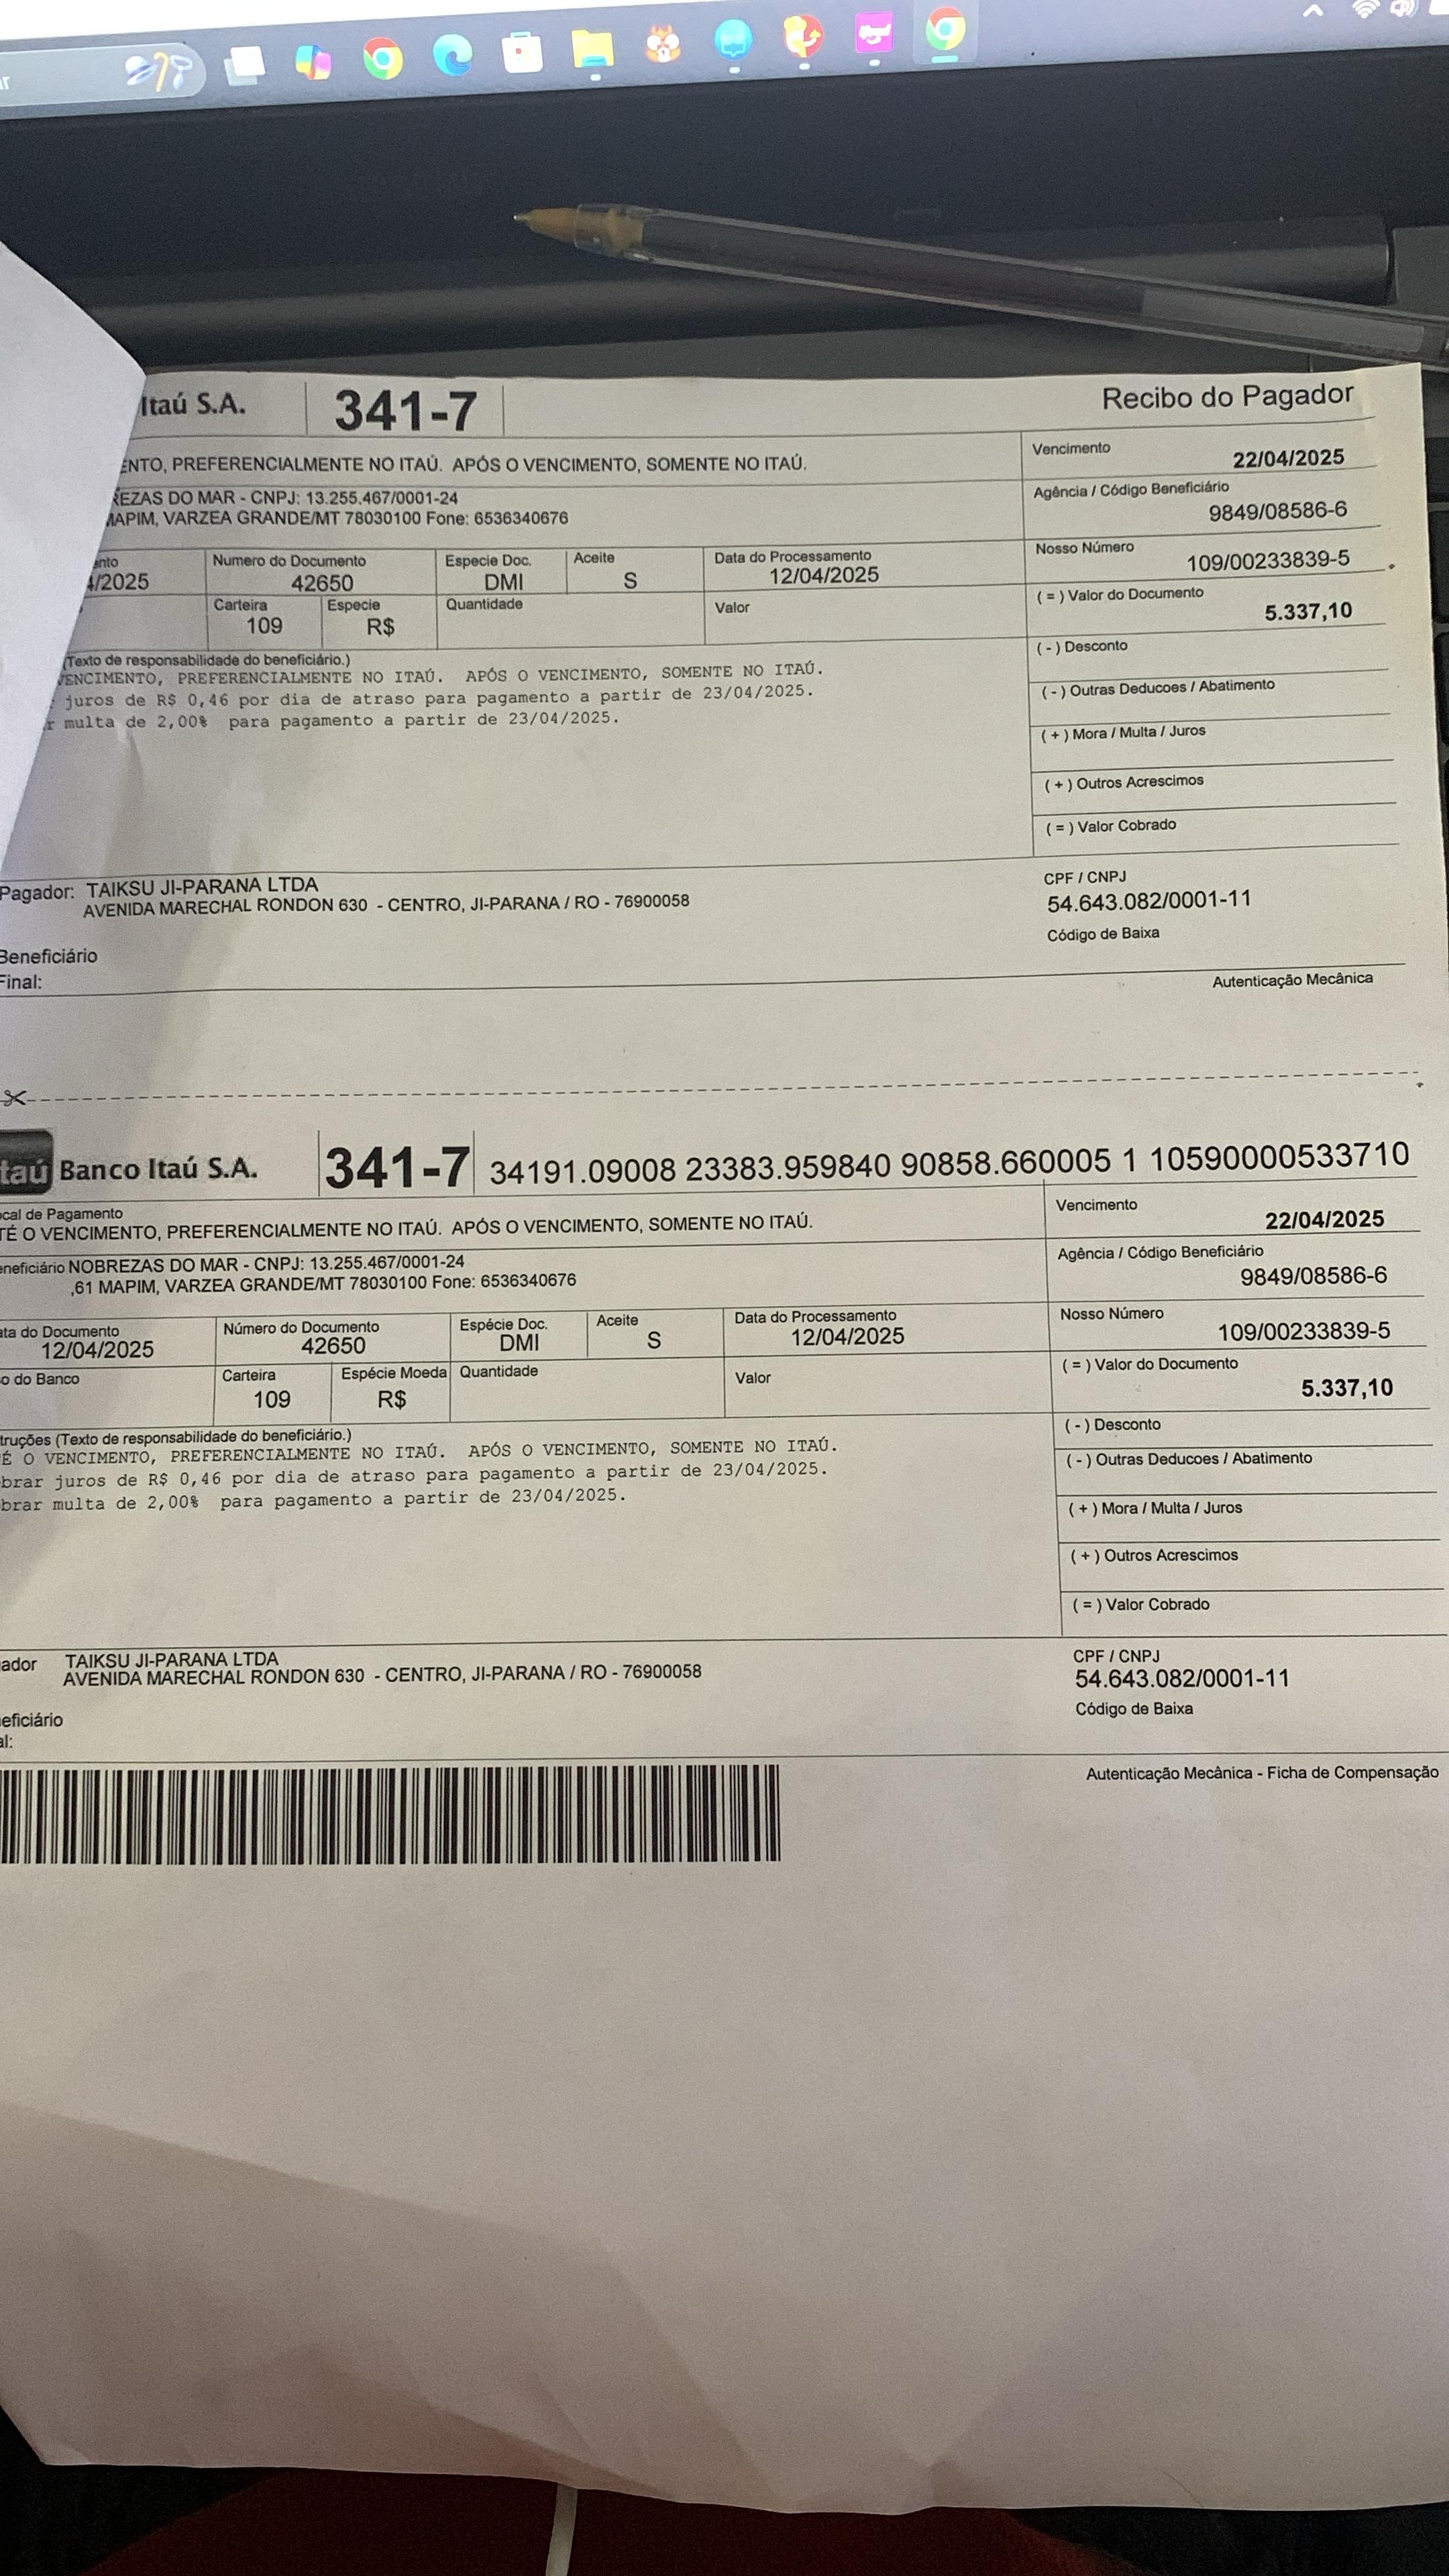 Itaú S.A. 341-7 Recibo do Pagador
PREFERENCIALMENTE NO ITAÚ. APÓS O VENCIMENTO, SOMENTE NO ITAÚ.
Vencimento
22/04/2025
DO MAR - CNPJ: 13.255.467/0001-24
MAPIM, VARZEA GRANDE/MT 78030100 Fone: 6536340676
Agência / Código Beneficiário
9849/08586-6
Numero do Documento Especie Doc. Aceite Data do Processamento
/2025 42650 DMI S 12/04/2025
Nosso Número
109/00233839-5
Carteira Especie Quantidade Valor
109 R$
( = ) Valor do Documento
5.337,10
(Texto de responsabilidade do beneficiário.)
VENCIMENTO, PREFERENCIALMENTE NO ITAÚ. APÓS O VENCIMENTO, SOMENTE NO ITAÚ.
juros de R$ 0,46 por dia de atraso para pagamento a partir de 23/04/2025.
multa de 2,00% para pagamento a partir de 23/04/2025.
( - ) Desconto
( - ) Outras Deducoes / Abatimento
( + ) Mora / Multa / Juros
( + ) Outros Acrescimos
( = ) Valor Cobrado
Pagador: TAIKSU JI-PARANA LTDA
AVENIDA MARECHAL RONDON 630 - CENTRO, JI-PARANA / RO - 76900058
CPF / CNPJ
54.643.082/0001-11
Código de Baixa
Beneficiário
Final:
Autenticação Mecânica
taú Banco Itaú S.A. 341-7 34191.09008 23383.959840 90858.660005 1 10590000533710
cal de Pagamento
TÉ O VENCIMENTO, PREFERENCIALMENTE NO ITAÚ. APÓS O VENCIMENTO, SOMENTE NO ITAÚ.
Vencimento
22/04/2025
eneficiário NOBREZAS DO MAR - CNPJ: 13.255.467/0001-24
,61 MAPIM, VARZEA GRANDE/MT 78030100 Fone: 6536340676
Agência / Código Beneficiário
9849/08586-6
ata do Documento Número do Documento Espécie Doc. Aceite Data do Processamento
12/04/2025 42650 DMI S 12/04/2025
Nosso Número
109/00233839-5
o do Banco Carteira Espécie Moeda Quantidade Valor
109 R$
( = ) Valor do Documento
5.337,10
truções (Texto de responsabilidade do beneficiário.)
É O VENCIMENTO, PREFERENCIALMENTE NO ITAÚ. APÓS O VENCIMENTO, SOMENTE NO ITAÚ.
brar juros de R$ 0,46 por dia de atraso para pagamento a partir de 23/04/2025.
brar multa de 2,00% para pagamento a partir de 23/04/2025.
( - ) Desconto
( - ) Outras Deducoes / Abatimento
( + ) Mora / Multa / Juros
( + ) Outros Acrescimos
( = ) Valor Cobrado
ador TAIKSU JI-PARANA LTDA
AVENIDA MARECHAL RONDON 630 - CENTRO, JI-PARANA / RO - 76900058
CPF / CNPJ
54.643.082/0001-11
Código de Baixa
eficiário
al:
Autenticação Mecânica - Ficha de Compensação